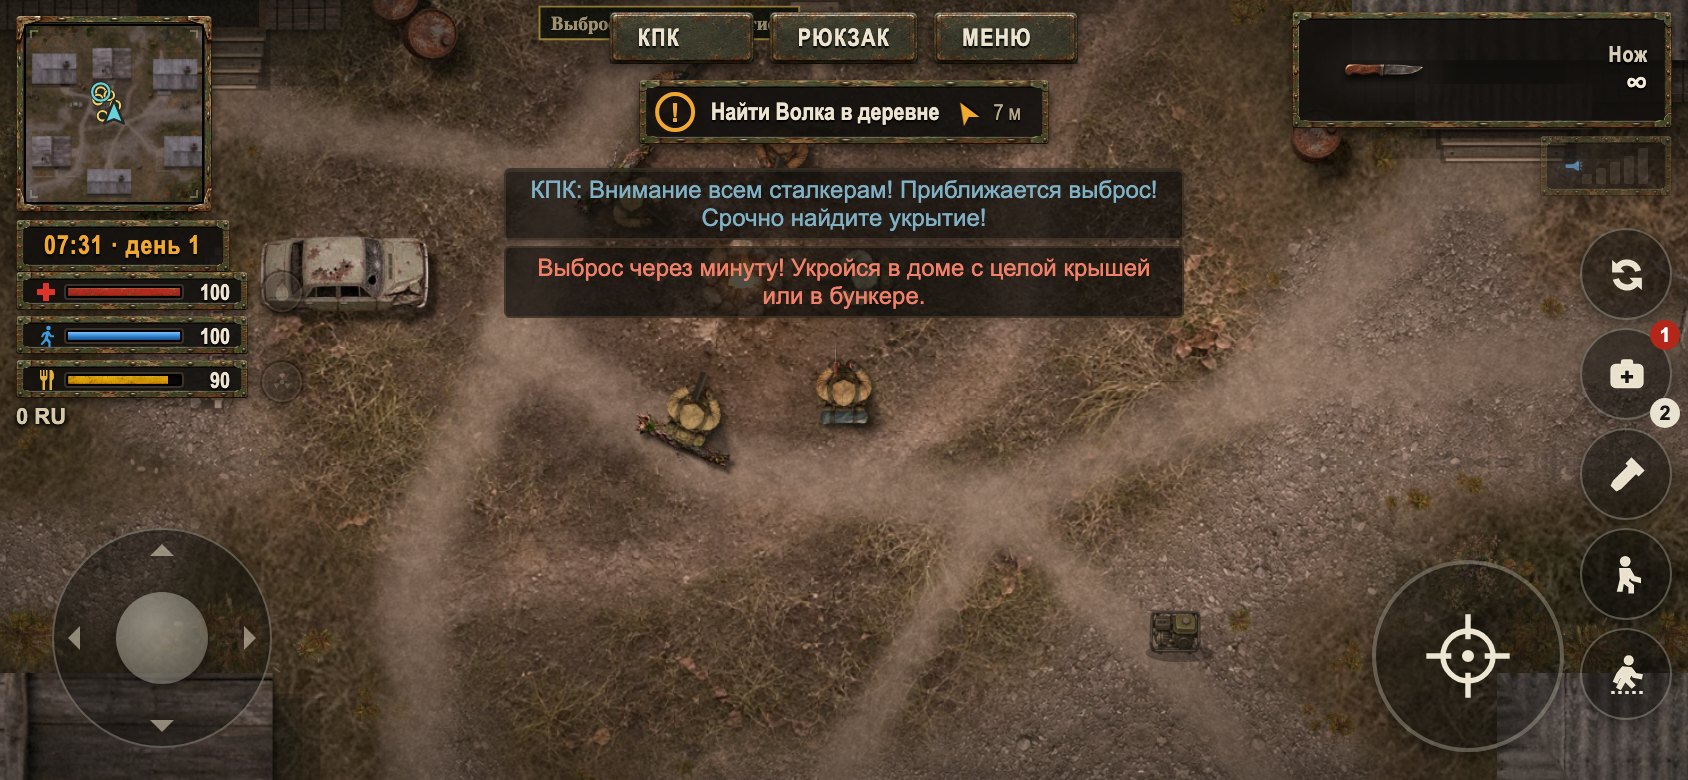 Выброс
КПК
РЮКЗАК
МЕНЮ
Нож
∞
! Найти Волка в деревне 7 м
КПК: Внимание всем сталкерам! Приближается выброс!
Срочно найдите укрытие!
Выброс через минуту! Укройся в доме с целой крышей
или в бункере.
07:31 · день 1
100
100
90
0 RU
1
2